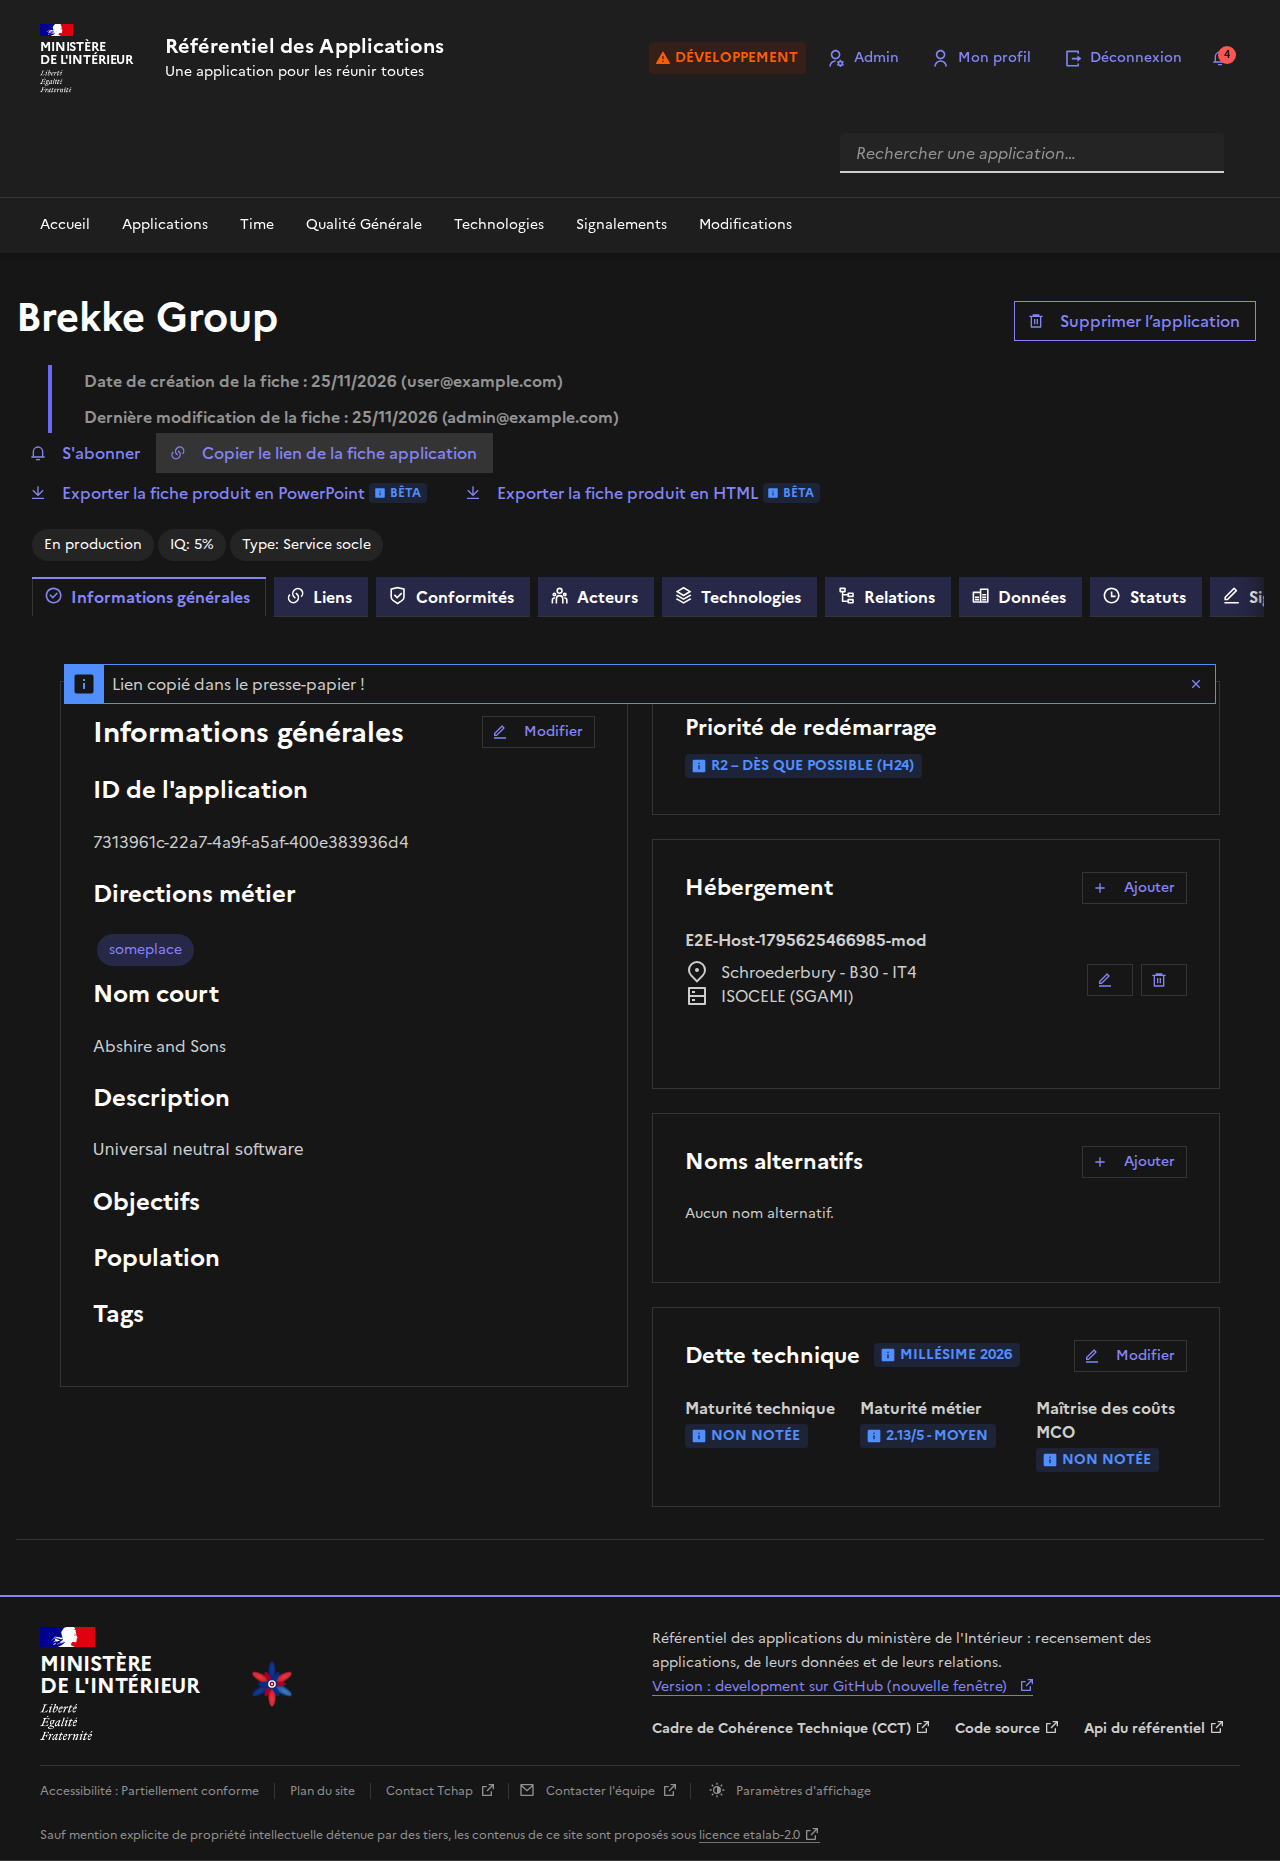 MINISTÈRE
DE L'INTÉRIEUR
Liberté
Égalité
Fraternité
Référentiel des Applications
Une application pour les réunir toutes
DÉVELOPPEMENT
Admin
Mon profil
Déconnexion
4
Rechercher une application…
Accueil
Applications
Time
Qualité Générale
Technologies
Signalements
Modifications
Brekke Group
Supprimer l’application
Date de création de la fiche : 25/11/2026 (user@example.com)
Dernière modification de la fiche : 25/11/2026 (admin@example.com)
S'abonner
Copier le lien de la fiche application
Exporter la fiche produit en PowerPoint BÊTA
Exporter la fiche produit en HTML BÊTA
En production
IQ: 5%
Type: Service socle
Informations générales
Liens
Conformités
Acteurs
Technologies
Relations
Données
Statuts
Lien copié dans le presse-papier !
Informations générales
Modifier
ID de l'application
7313961c-22a7-4a9f-a5af-400e383936d4
Directions métier
someplace
Nom court
Abshire and Sons
Description
Universal neutral software
Objectifs
Population
Tags
Priorité de redémarrage
R2 – DÈS QUE POSSIBLE (H24)
Hébergement
Ajouter
E2E-Host-1795625466985-mod
Schroederbury - B30 - IT4
ISOCELE (SGAMI)
Noms alternatifs
Ajouter
Aucun nom alternatif.
Dette technique
MILLÉSIME 2026
Modifier
Maturité technique
NON NOTÉE
Maturité métier
2.13/5 - MOYEN
Maîtrise des coûts
MCO
NON NOTÉE
MINISTÈRE
DE L'INTÉRIEUR
Liberté
Égalité
Fraternité
Référentiel des applications du ministère de l'Intérieur : recensement des
applications, de leurs données et de leurs relations.
Version : development sur GitHub (nouvelle fenêtre)
Cadre de Cohérence Technique (CCT)
Code source
Api du référentiel
Accessibilité : Partiellement conforme
Plan du site
Contact Tchap
Contacter l'équipe
Paramètres d'affichage
Sauf mention explicite de propriété intellectuelle détenue par des tiers, les contenus de ce site sont proposés sous licence etalab-2.0